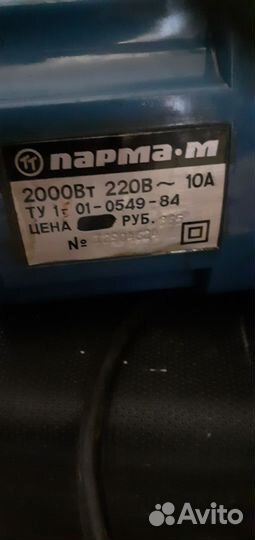 ПАРМА·М
2000Вт 220В ~ 10А
ТУ 1 01-0549-84
ЦЕНА РУБ.
№
Avito